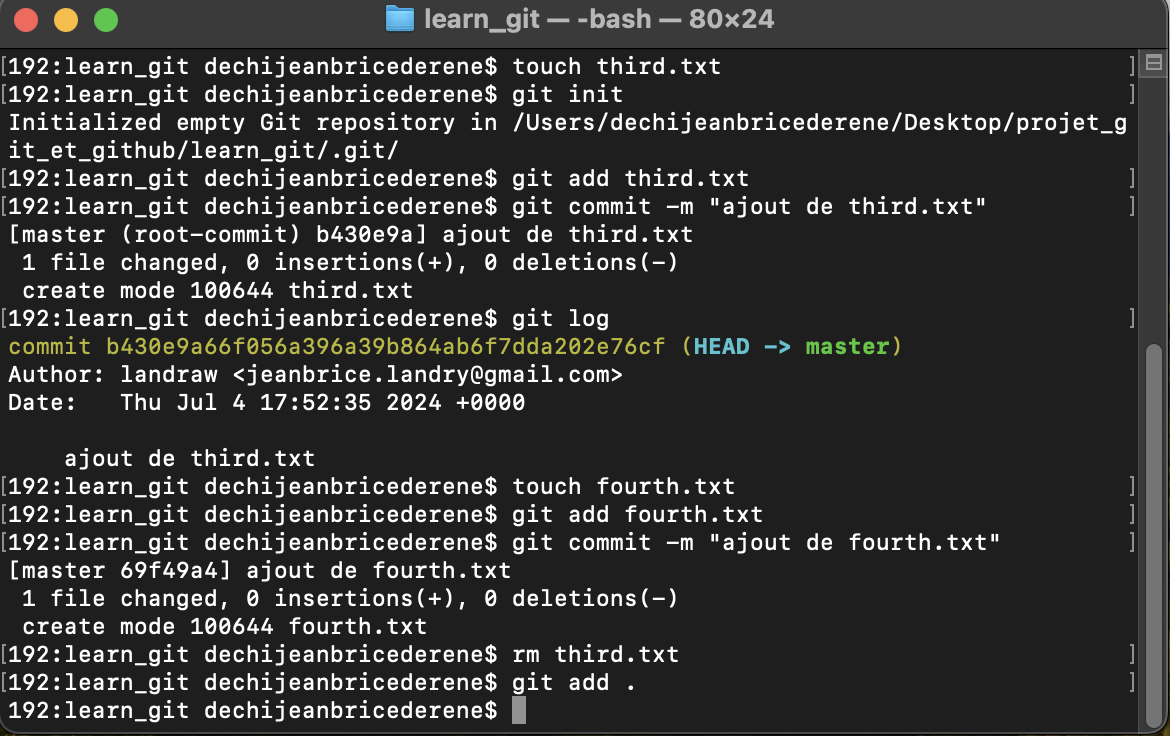 learn_git — -bash — 80×24
[192:learn_git dechijeanbricederene$ touch third.txt ]
[192:learn_git dechijeanbricederene$ git init ]
Initialized empty Git repository in /Users/dechijeanbricederene/Desktop/projet_g
it_et_github/learn_git/.git/
[192:learn_git dechijeanbricederene$ git add third.txt ]
[192:learn_git dechijeanbricederene$ git commit -m "ajout de third.txt" ]
[master (root-commit) b430e9a] ajout de third.txt
 1 file changed, 0 insertions(+), 0 deletions(-)
 create mode 100644 third.txt
[192:learn_git dechijeanbricederene$ git log ]
commit b430e9a66f056a396a39b864ab6f7dda202e76cf (HEAD -> master)
Author: landraw <jeanbrice.landry@gmail.com>
Date:   Thu Jul 4 17:52:35 2024 +0000
    ajout de third.txt
[192:learn_git dechijeanbricederene$ touch fourth.txt ]
[192:learn_git dechijeanbricederene$ git add fourth.txt ]
[192:learn_git dechijeanbricederene$ git commit -m "ajout de fourth.txt" ]
[master 69f49a4] ajout de fourth.txt
 1 file changed, 0 insertions(+), 0 deletions(-)
 create mode 100644 fourth.txt
[192:learn_git dechijeanbricederene$ rm third.txt ]
[192:learn_git dechijeanbricederene$ git add . ]
192:learn_git dechijeanbricederene$